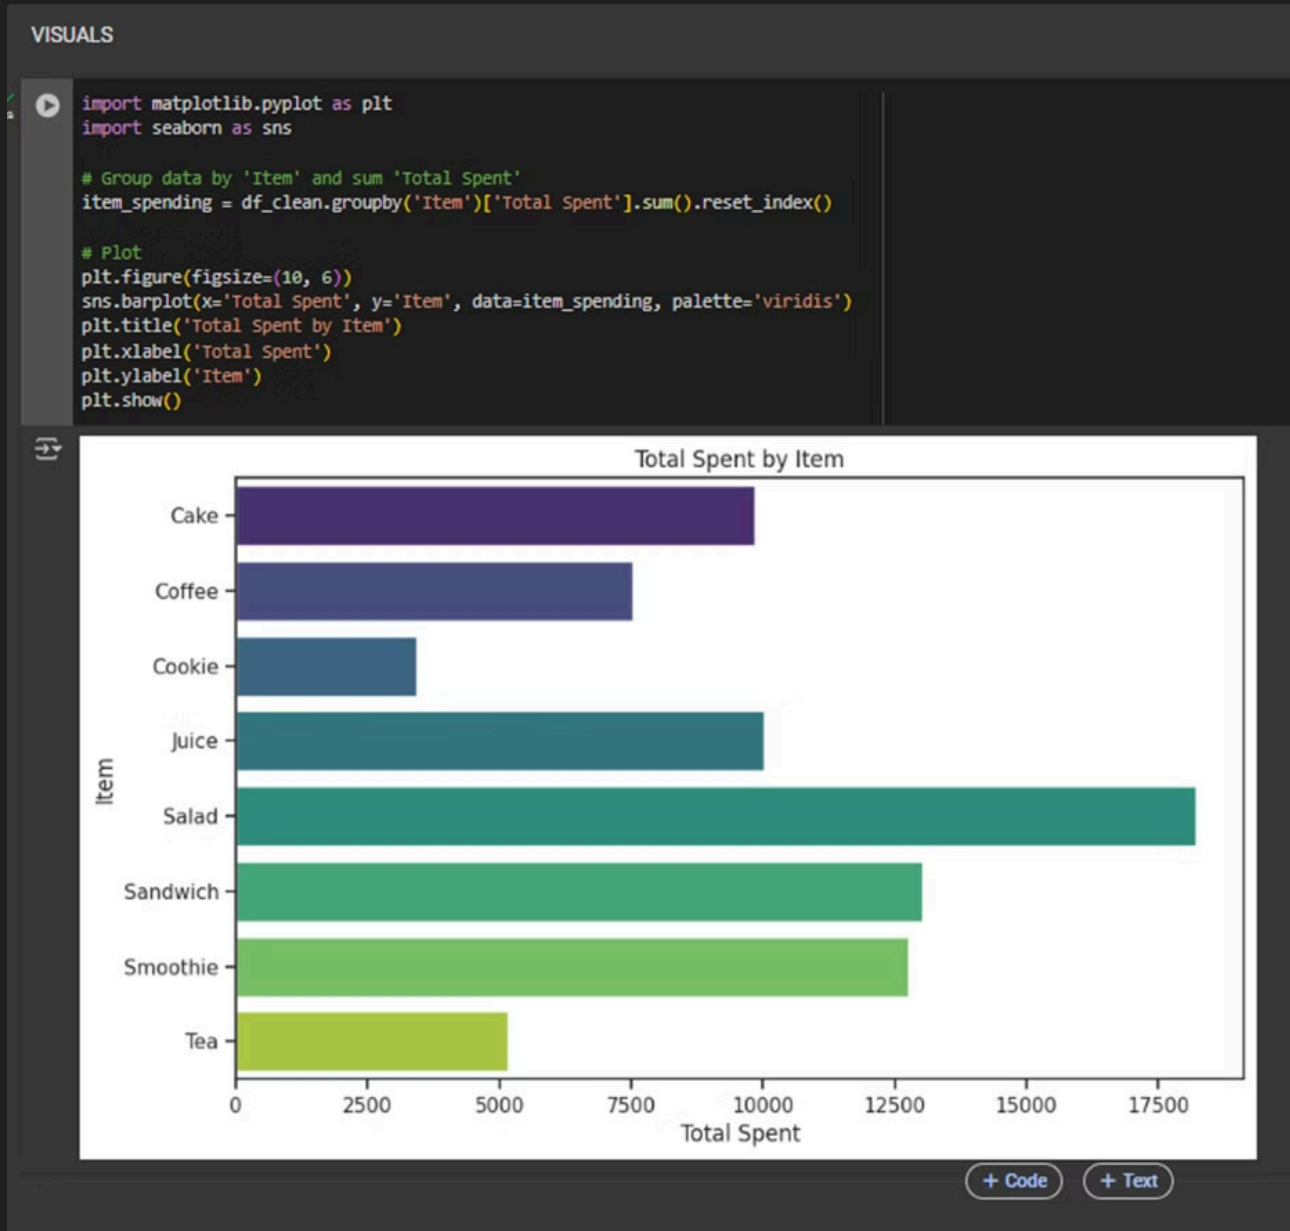 VISUALS
import matplotlib.pyplot as plt
import seaborn as sns
# Group data by 'Item' and sum 'Total Spent'
item_spending = df_clean.groupby('Item')['Total Spent'].sum().reset_index()
# Plot
plt.figure(figsize=(10, 6))
sns.barplot(x='Total Spent', y='Item', data=item_spending, palette='viridis')
plt.title('Total Spent by Item')
plt.xlabel('Total Spent')
plt.ylabel('Item')
plt.show()
Total Spent by Item
Cake
Coffee
Cookie
Juice
Salad
Sandwich
Smoothie
Tea
Item
0 2500 5000 7500 10000 12500 15000 17500
Total Spent
+ Code + Text